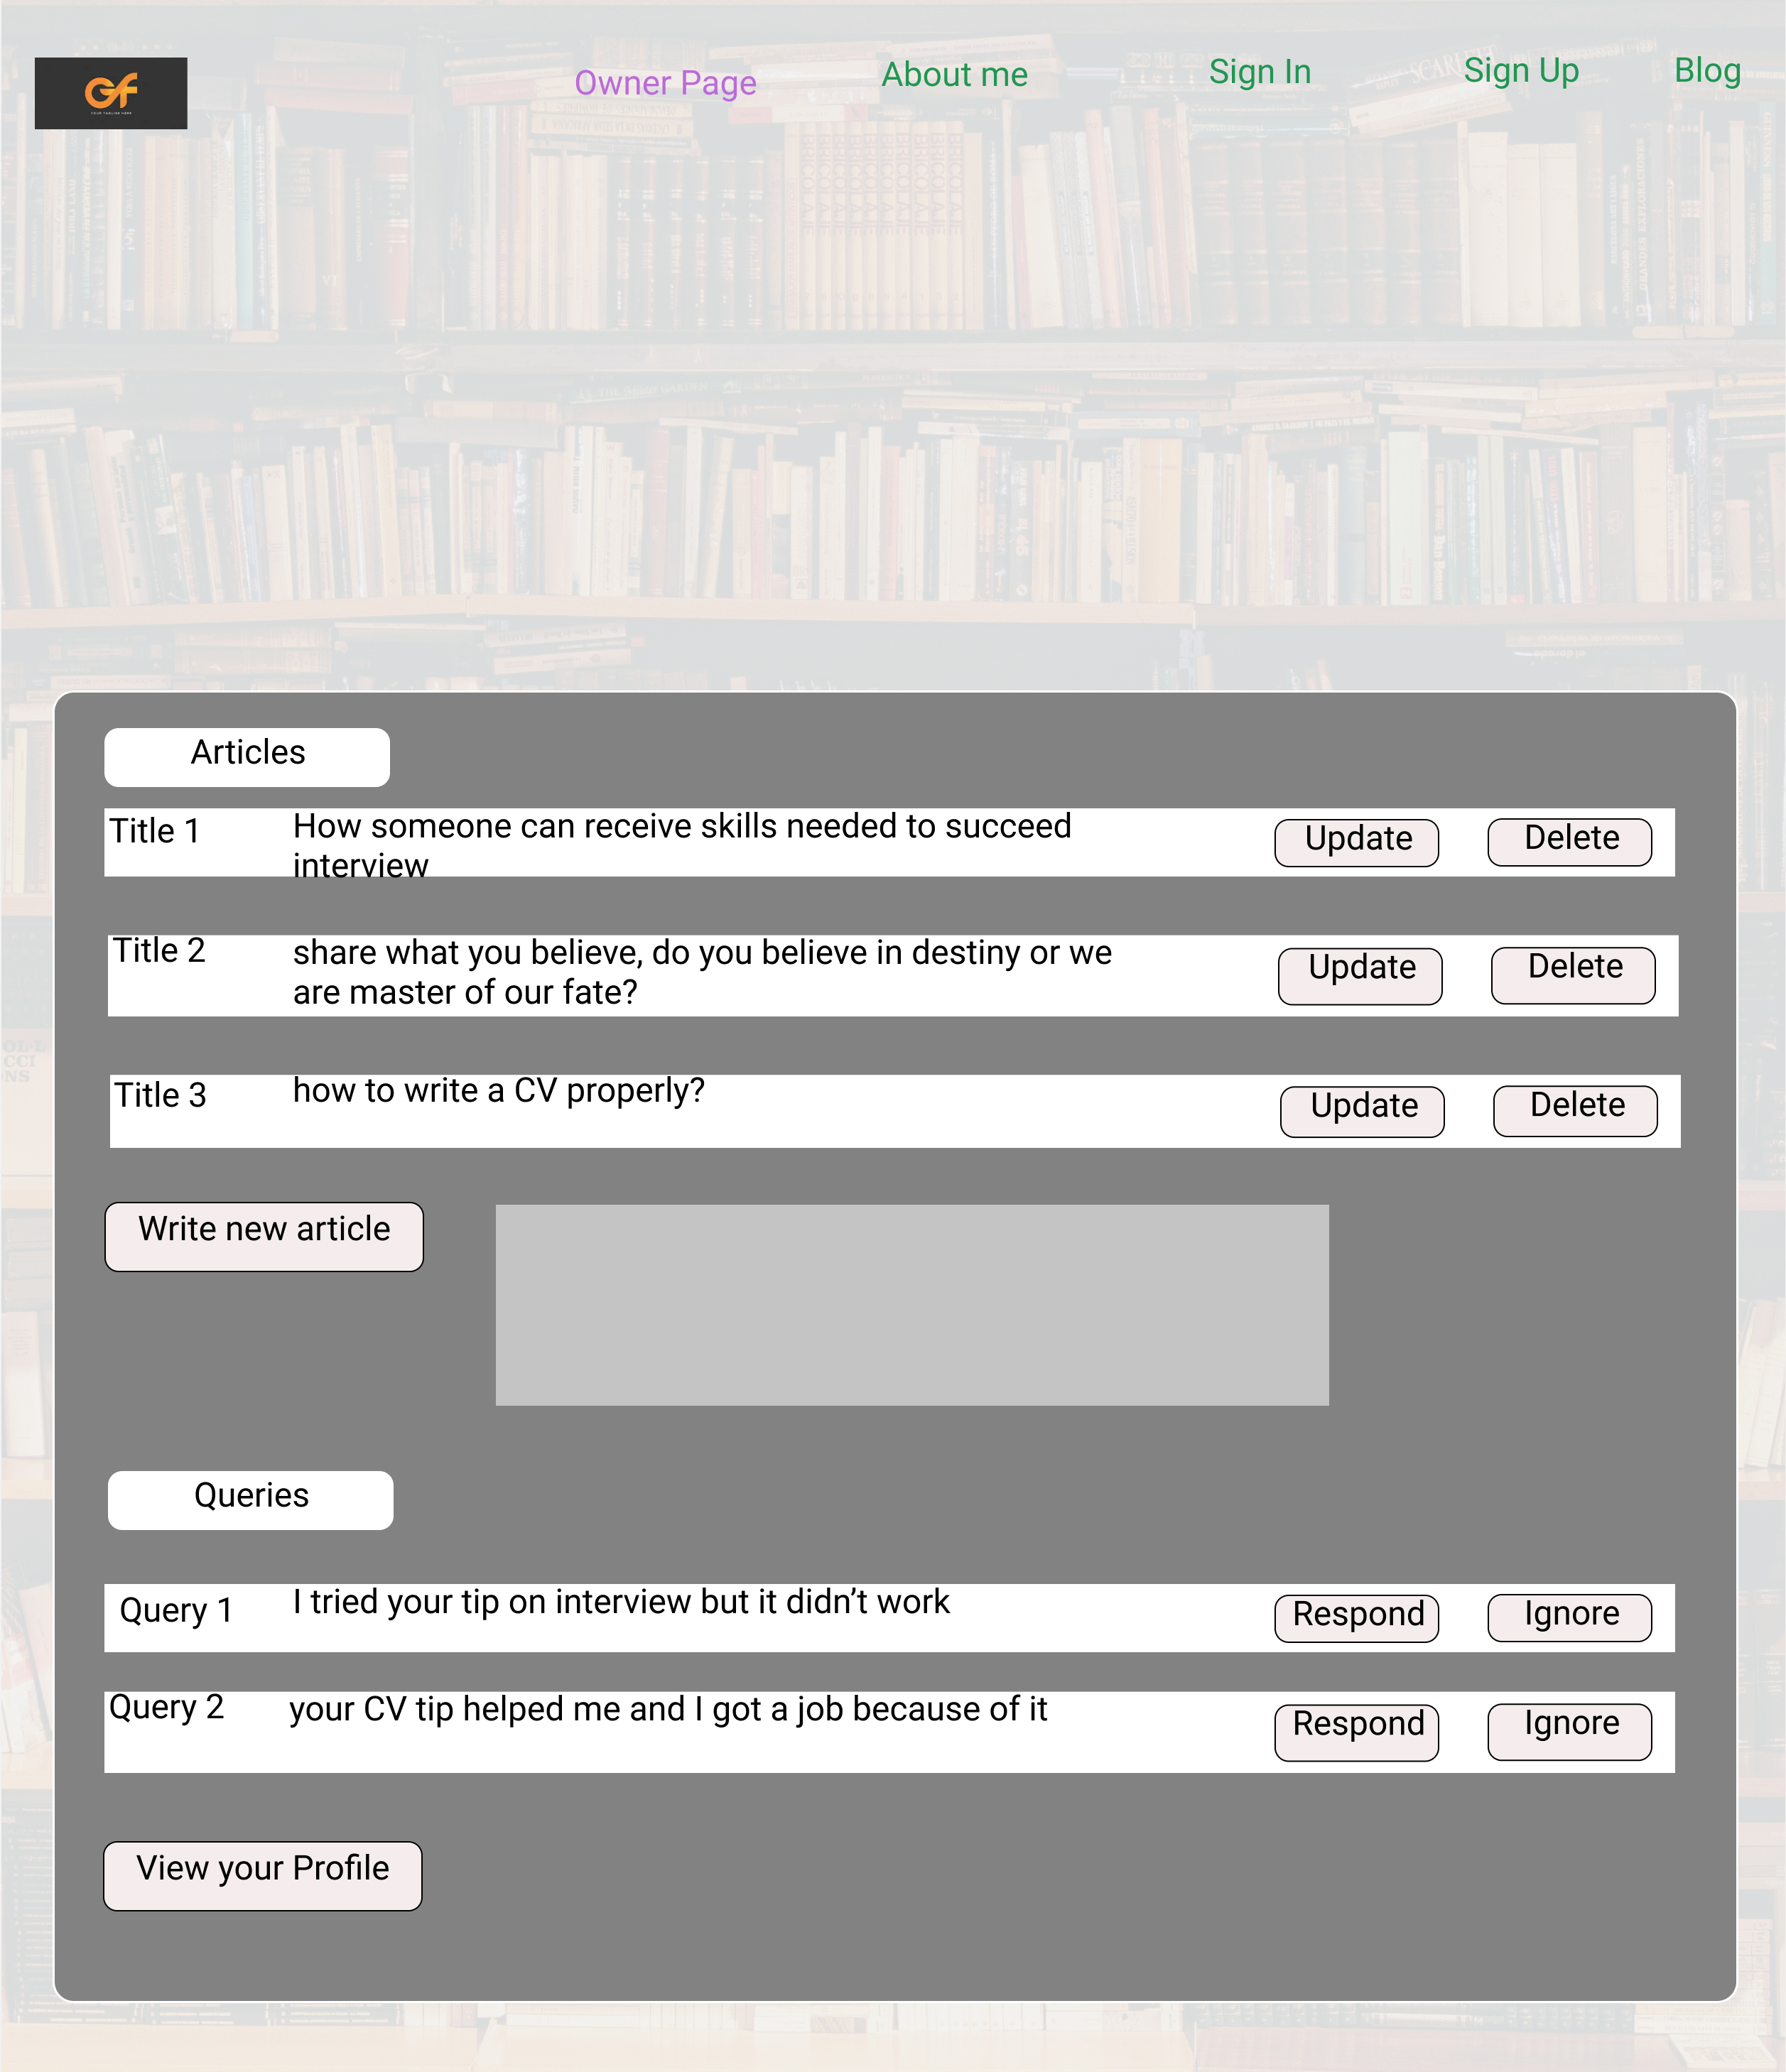 GF
YOUR TAGLINE HERE
Owner Page
About me
Sign In
Sign Up
Blog
SCARLETT
Articles
Title 1
How someone can receive skills needed to succeed
interview
Update
Delete
Title 2
share what you believe, do you believe in destiny or we
are master of our fate?
Update
Delete
Title 3
how to write a CV properly?
Update
Delete
Write new article
Queries
Query 1
I tried your tip on interview but it didn’t work
Respond
Ignore
Query 2
your CV tip helped me and I got a job because of it
Respond
Ignore
View your Profile